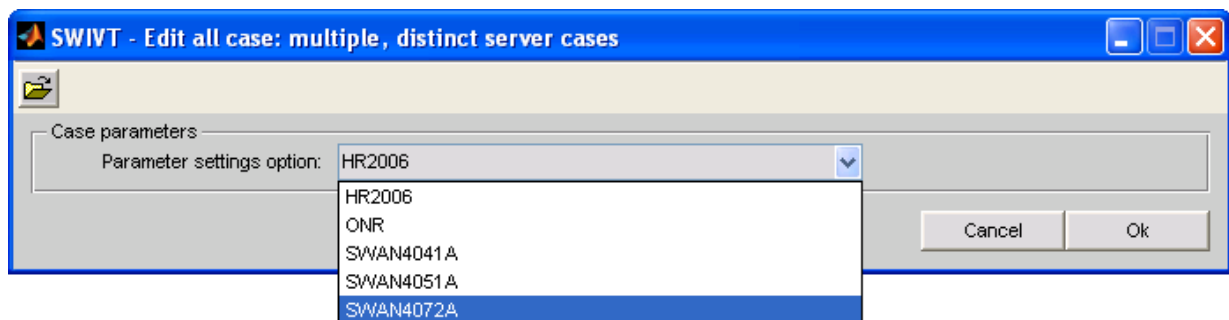 SWIVT - Edit all case: multiple, distinct server cases
Case parameters
Parameter settings option: HR2006
HR2006
ONR
SWAN4041A
SWAN4051A
SWAN4072A
Cancel Ok